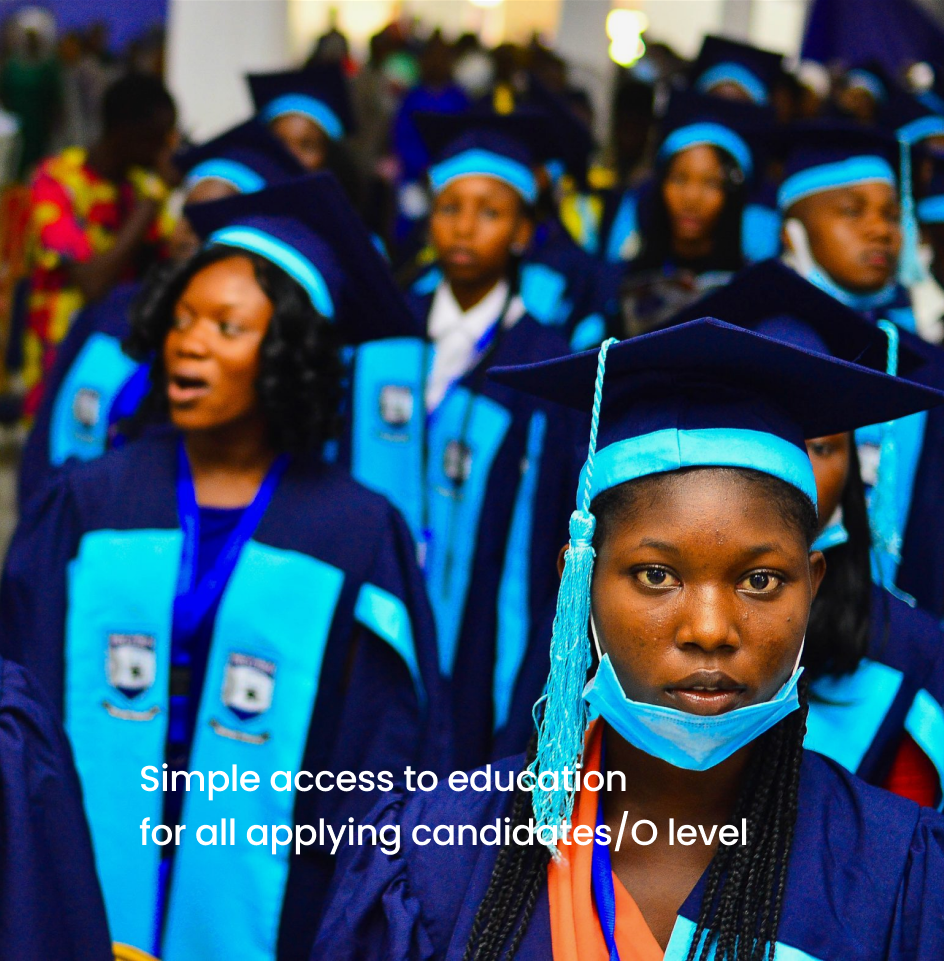 Simple access to education
for all applying candidates/O level